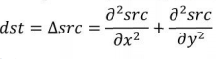 dst = Δsrc = ∂²src/∂x² + ∂²src/∂y²